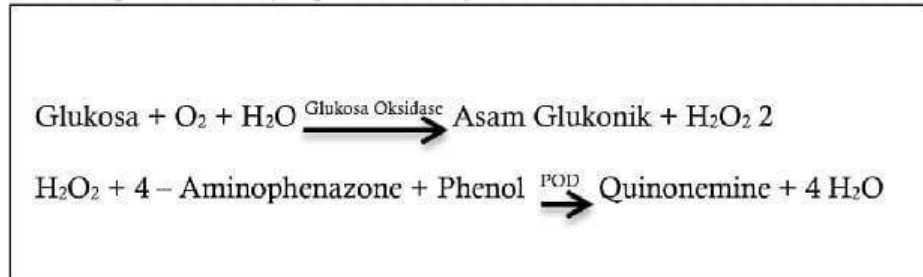 Glukosa + O₂ + H₂O Glukosa Oksidase Asam Glukonik + H₂O₂ 2
H₂O₂ + 4 – Aminophenazone + Phenol POD Quinonemine + 4 H₂O